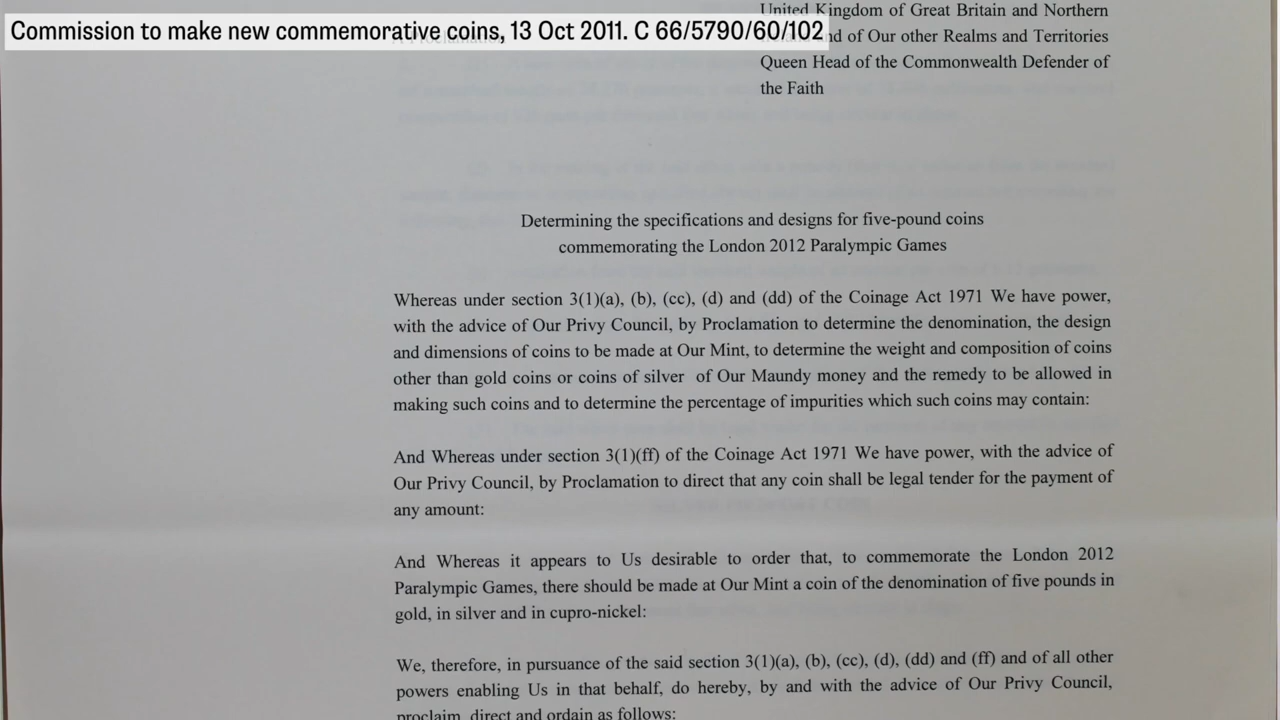 United Kingdom of Great Britain and Northern
Commission to make new commemorative coins, 13 Oct 2011. C 66/5790/60/102
and of Our other Realms and Territories
Queen Head of the Commonwealth Defender of
the Faith
Determining the specifications and designs for five-pound coins
commemorating the London 2012 Paralympic Games
Whereas under section 3(1)(a), (b), (cc), (d) and (dd) of the Coinage Act 1971 We have power,
with the advice of Our Privy Council, by Proclamation to determine the denomination, the design
and dimensions of coins to be made at Our Mint, to determine the weight and composition of coins
other than gold coins or coins of silver of Our Maundy money and the remedy to be allowed in
making such coins and to determine the percentage of impurities which such coins may contain:
And Whereas under section 3(1)(ff) of the Coinage Act 1971 We have power, with the advice of
Our Privy Council, by Proclamation to direct that any coin shall be legal tender for the payment of
any amount:
And Whereas it appears to Us desirable to order that, to commemorate the London 2012
Paralympic Games, there should be made at Our Mint a coin of the denomination of five pounds in
gold, in silver and in cupro-nickel:
We, therefore, in pursuance of the said section 3(1)(a), (b), (cc), (d), (dd) and (ff) and of all other
powers enabling Us in that behalf, do hereby, by and with the advice of Our Privy Council,
proclaim, direct and ordain as follows: